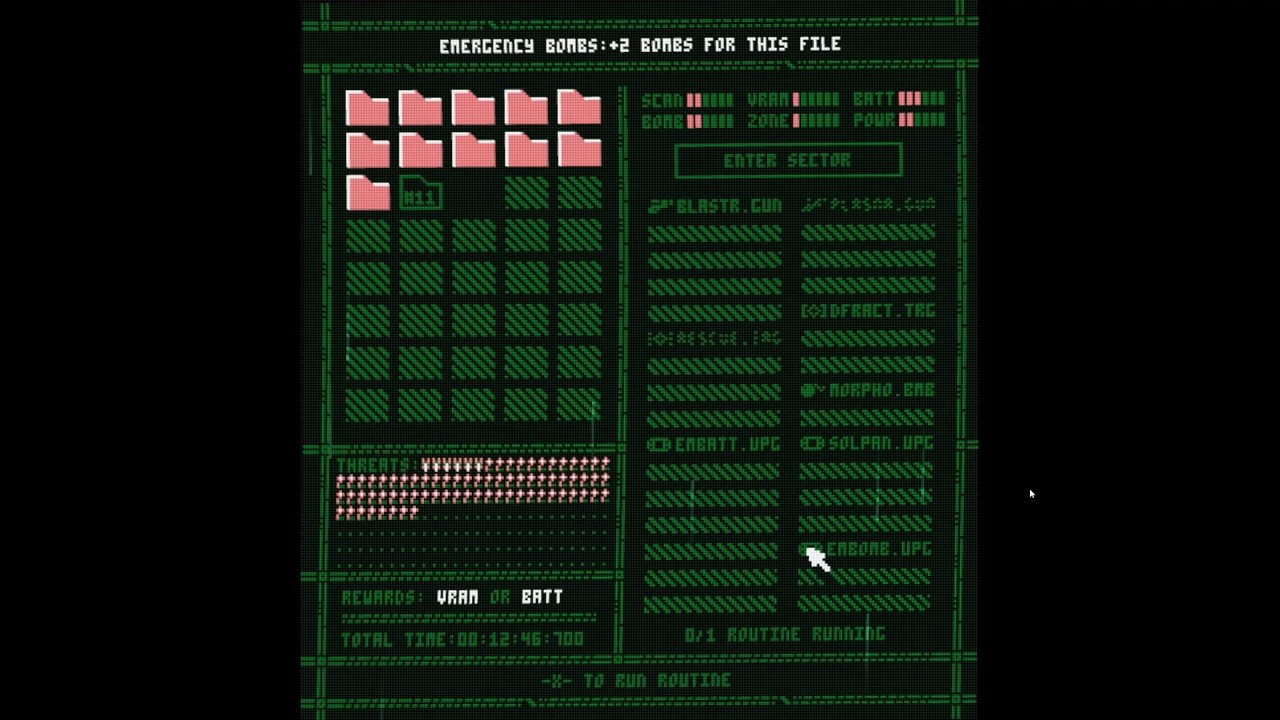 EMERGENCY BOMBS:+2 BOMBS FOR THIS FILE
SCAN VRAM BATT
BOMB ZONE POWR
ENTER SECTOR
#11
BLASTR.GUN
DFRACT.TRG
MORPHO.BMB
EMBATT.UPG SOLPAN.UPG
EMBOMB.UPG
THREATS:
REWARDS: VRAM OR BATT
TOTAL TIME:00:12:46:700
0/1 ROUTINE RUNNING
-X- TO RUN ROUTINE